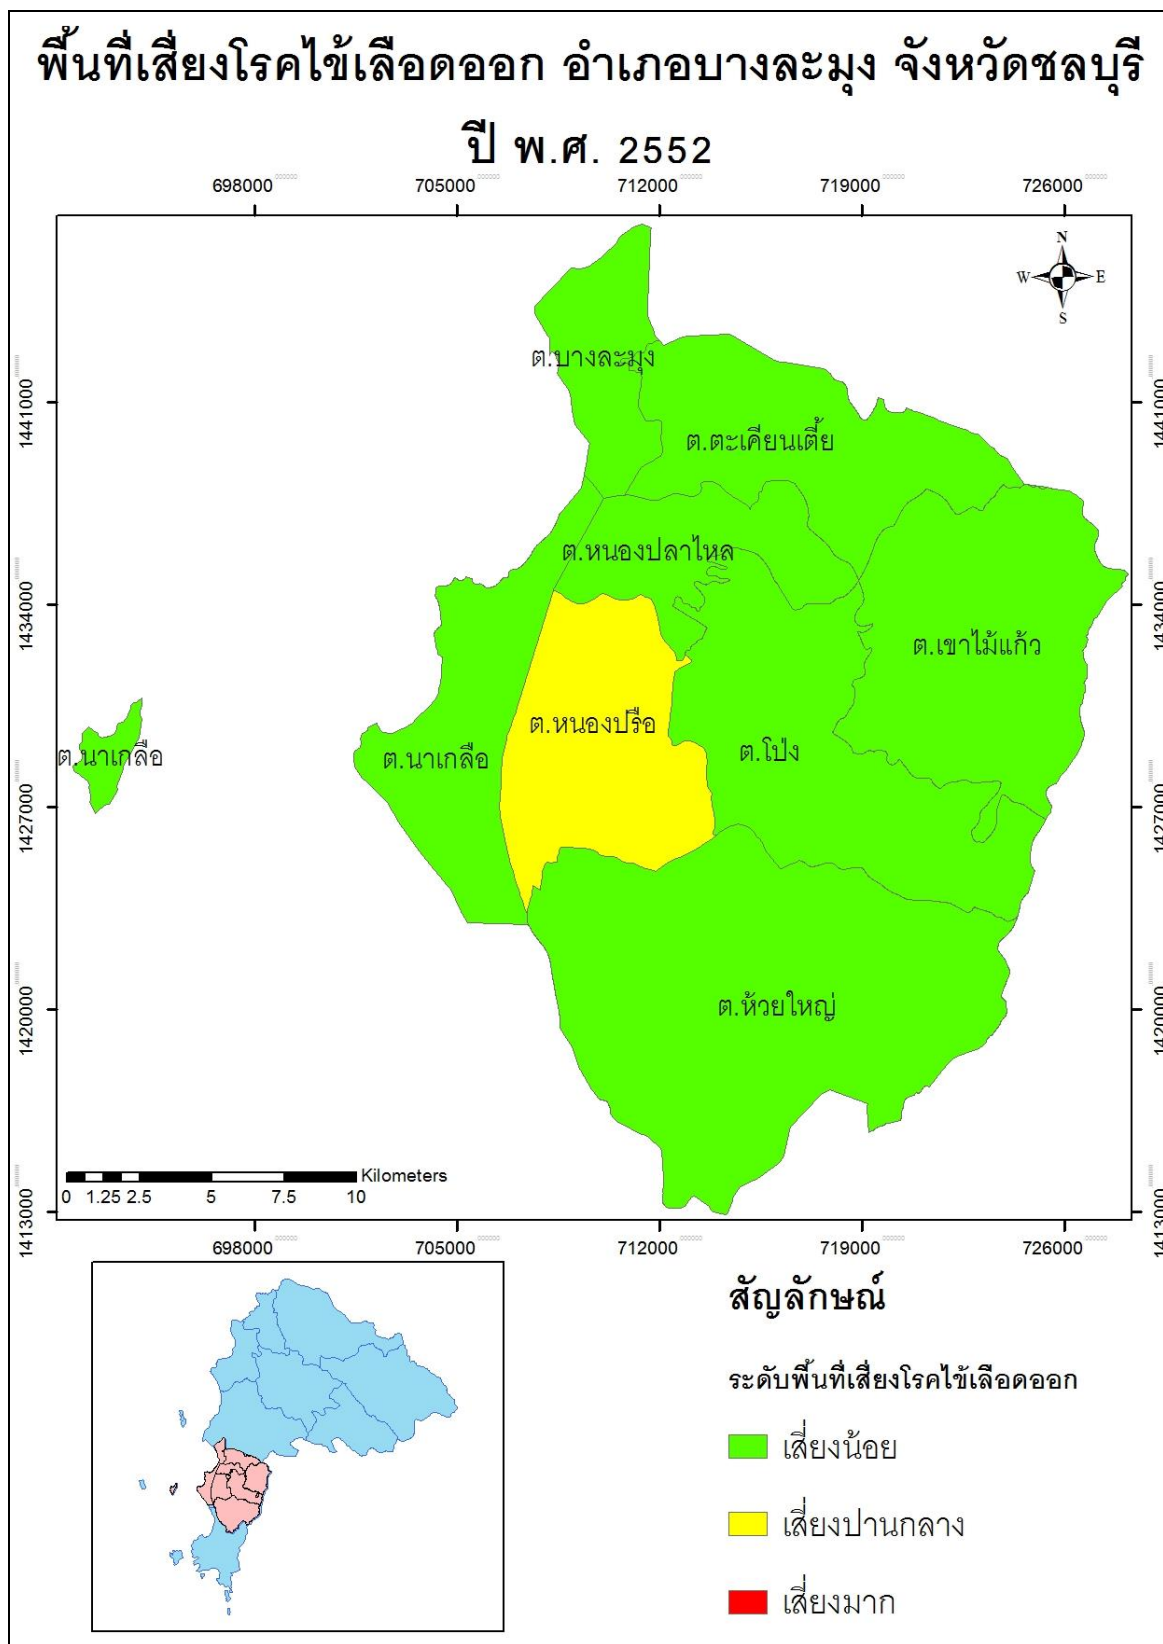 พื้นที่เสี่ยงโรคไข้เลือดออก อำเภอบางละมุง จังหวัดชลบุรี
ปี พ.ศ. 2552
698000 705000 712000 719000 726000
N
W E
S
ต.บางละมุง
1441000 1441000
ต.ตะเคียนเตี้ย
ต.หนองปลาไหล
1434000 1434000
ต.เขาไม้แก้ว
ต.หนองปรือ
ต.นาเกลือ ต.นาเกลือ ต.โป่ง
1427000 1427000
ต.ห้วยใหญ่
1420000 1420000
Kilometers
0 1.25 2.5 5 7.5 10
1413000 1413000
698000 705000 712000 719000 726000
สัญลักษณ์
ระดับพื้นที่เสี่ยงโรคไข้เลือดออก
เสี่ยงน้อย
เสี่ยงปานกลาง
เสี่ยงมาก